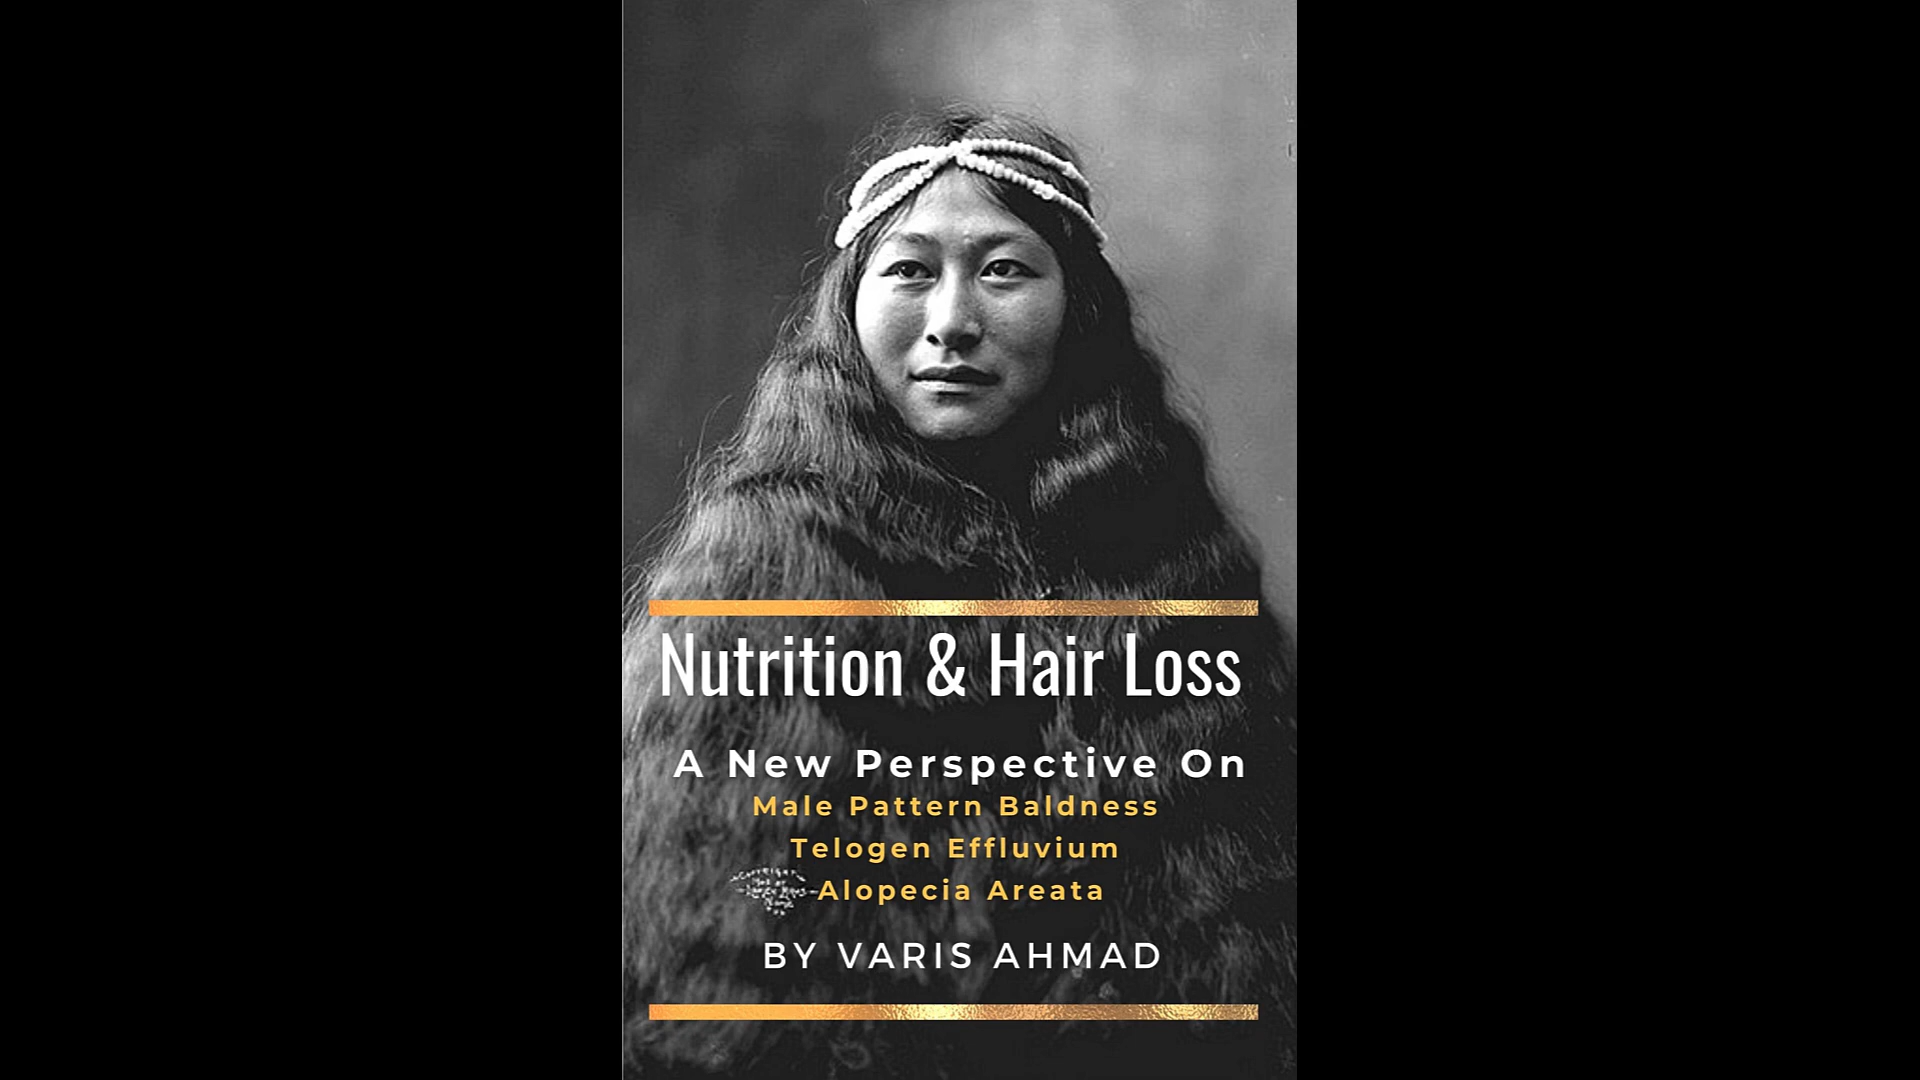 Nutrition & Hair Loss
A New Perspective On
Male Pattern Baldness
Telogen Effluvium
Alopecia Areata
BY VARIS AHMAD